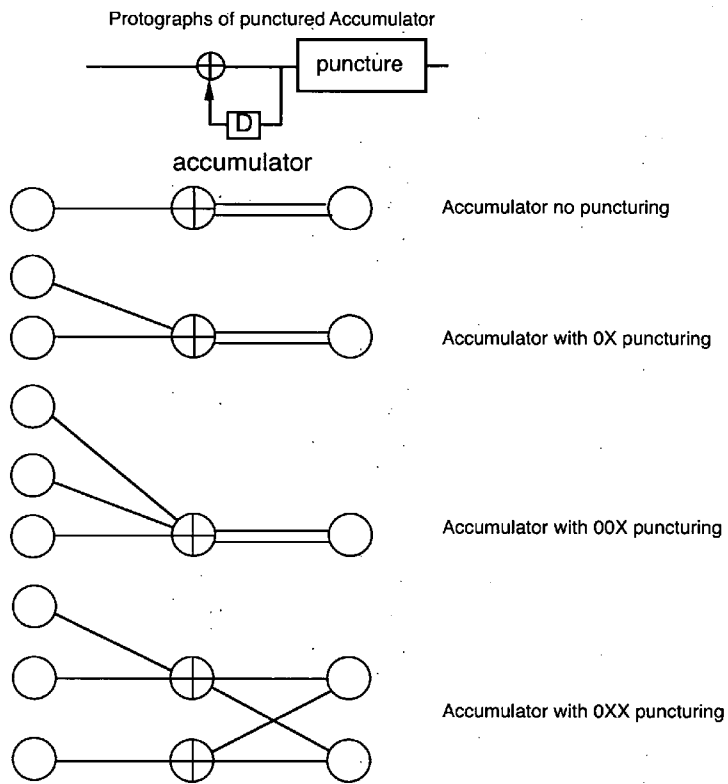 Protographs of punctured Accumulator
puncture
D
accumulator
Accumulator no puncturing
Accumulator with 0X puncturing
Accumulator with 00X puncturing
Accumulator with 0XX puncturing